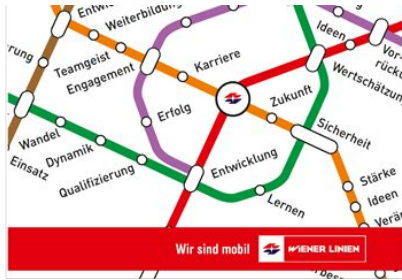 Weiterbildung
Ideen
Karriere
Teamgeist
Engagement
Wertschätzung
Zukunft
Erfolg
Sicherheit
Wandel
Dynamik
Einsatz
Qualifizierung
Entwicklung
Stärke
Ideen
Lernen
Wir sind mobil
WIENER LINIEN